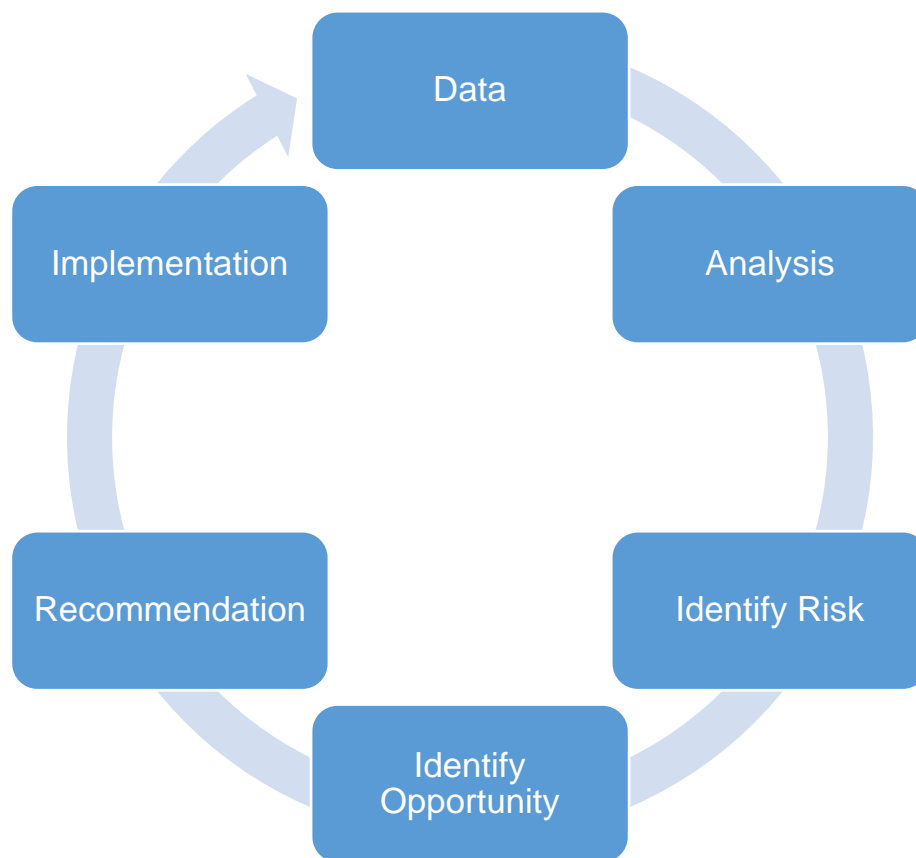 Data
Analysis
Identify Risk
Identify
Opportunity
Recommendation
Implementation